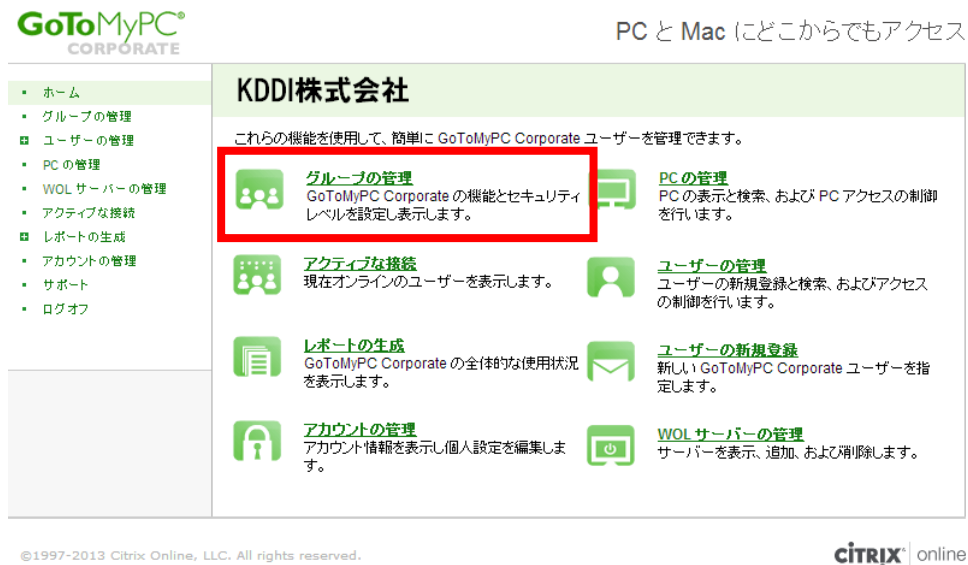 GoToMyPC®
CORPORATE
PC と Mac にどこからでもアクセス
ホーム
グループの管理
ユーザーの管理
PC の管理
WOL サーバーの管理
アクティブな接続
レポートの生成
アカウントの管理
サポート
ログオフ
KDDI株式会社
これらの機能を使用して、簡単に GoToMyPC Corporate ユーザーを管理できます。
グループの管理
GoToMyPC Corporate の機能とセキュリティ
レベルを設定し表示します。
PC の管理
PC の表示と検索、および PC アクセスの制御
を行います。
アクティブな接続
現在オンラインのユーザーを表示します。
ユーザーの管理
ユーザーの新規登録と検索、およびアクセス
の制御を行います。
レポートの生成
GoToMyPC Corporate の全体的な使用状況
を表示します。
ユーザーの新規登録
新しい GoToMyPC Corporate ユーザーを指
定します。
アカウントの管理
アカウント情報を表示し個人設定を編集しま
す。
WOL サーバーの管理
サーバーを表示、追加、および削除します。
©1997-2013 Citrix Online, LLC. All rights reserved.
CİTRIX® online